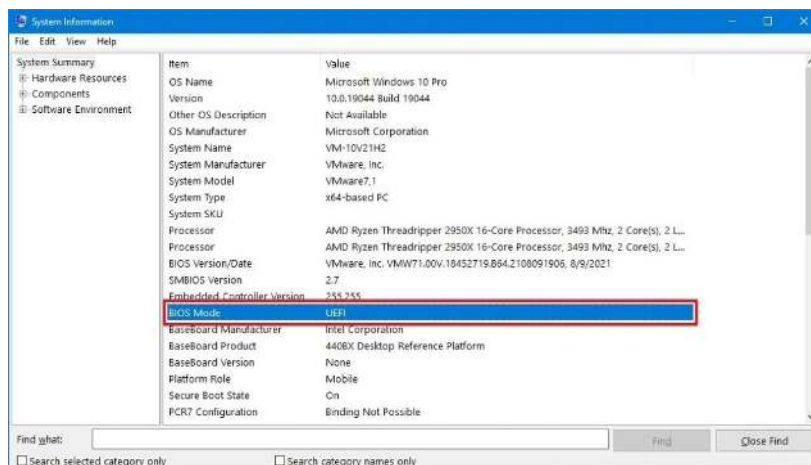 System Information
File Edit View Help
System Summary
Hardware Resources
Components
Software Environment
Item Value
OS Name Microsoft Windows 10 Pro
Version 10.0.19044 Build 19044
Other OS Description Not Available
OS Manufacturer Microsoft Corporation
System Name VM-10V21H2
System Manufacturer VMware, Inc.
System Model VMware7,1
System Type x64-based PC
System SKU
Processor AMD Ryzen Threadripper 2950X 16-Core Processor, 3493 Mhz, 2 Core(s), 2 L...
Processor AMD Ryzen Threadripper 2950X 16-Core Processor, 3493 Mhz, 2 Core(s), 2 L...
BIOS Version/Date VMware, Inc. VMW71.00V.18452719.B64.2108091906, 8/9/2021
SMBIOS Version 2.7
Embedded Controller Version 255.255
BIOS Mode UEFI
BaseBoard Manufacturer Intel Corporation
BaseBoard Product 440BX Desktop Reference Platform
BaseBoard Version None
Platform Role Mobile
Secure Boot State On
PCR7 Configuration Binding Not Possible
Find what: Find Close Find
Search selected category only Search category names only